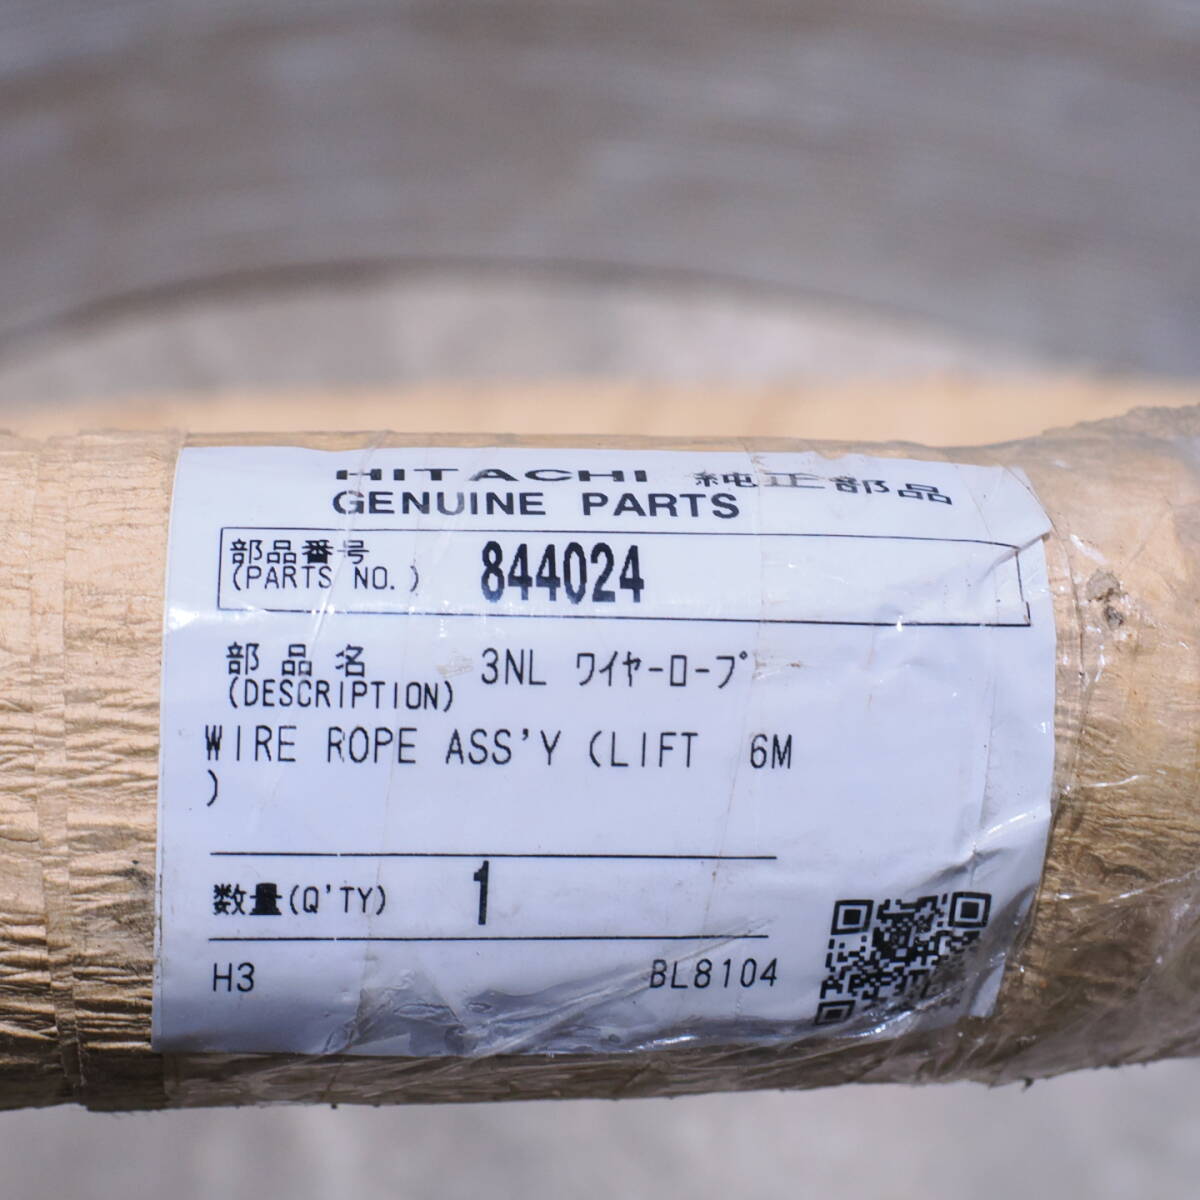 HITACHI 純正部品
GENUINE PARTS
部品番号
(PARTS NO.) 844024
部品名 3NL ワイヤーロープ
(DESCRIPTION)
WIRE ROPE ASS'Y (LIFT 6M
)
数量(Q'TY) 1
H3 BL8104